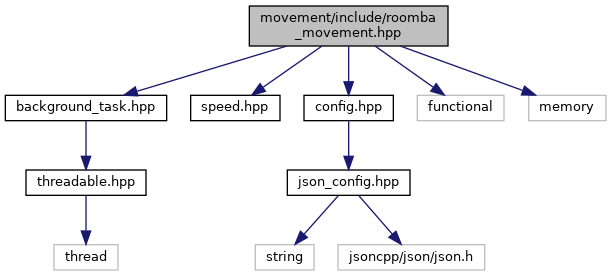 movement/include/roomba
_movement.hpp
background_task.hpp
speed.hpp
config.hpp
functional
memory
threadable.hpp
json_config.hpp
thread
string
jsoncpp/json/json.h